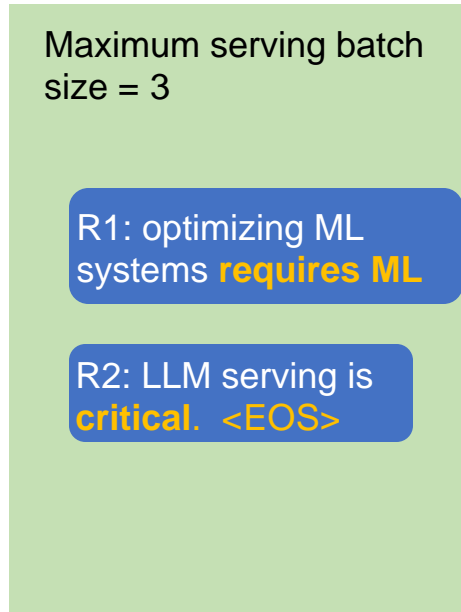 Maximum serving batch
size = 3
R1: optimizing ML
systems requires ML
R2: LLM serving is
critical. <EOS>